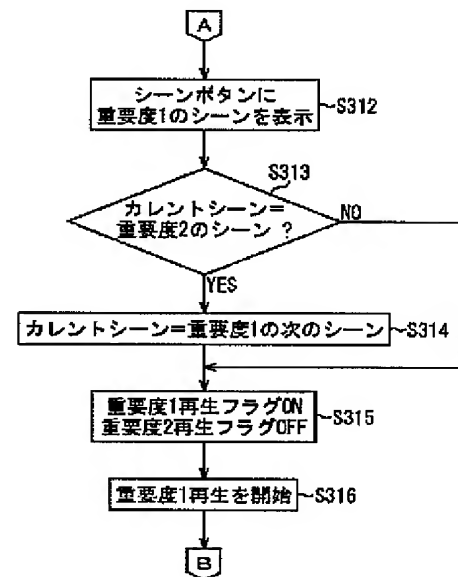 A
シーンボタンに
重要度1のシーンを表示
S312
S313
カレントシーン=
重要度2のシーン ?
NO
YES
カレントシーン=重要度1の次のシーン
S314
重要度1再生フラグON
重要度2再生フラグOFF
S315
重要度1再生を開始
S316
B